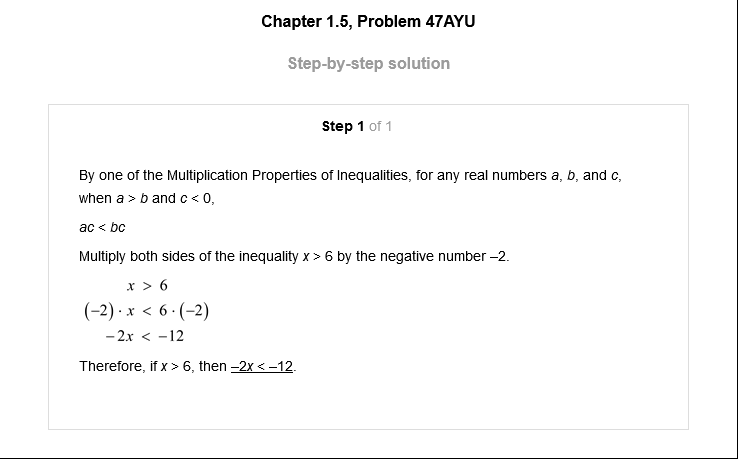 Chapter 1.5, Problem 47AYU
Step-by-step solution
Step 1 of 1
By one of the Multiplication Properties of Inequalities, for any real numbers a, b, and c,
when a > b and c < 0,
ac < bc
Multiply both sides of the inequality x > 6 by the negative number –2.
x > 6
(−2) · x < 6 · (−2)
−2x < −12
Therefore, if x > 6, then –2x < –12.